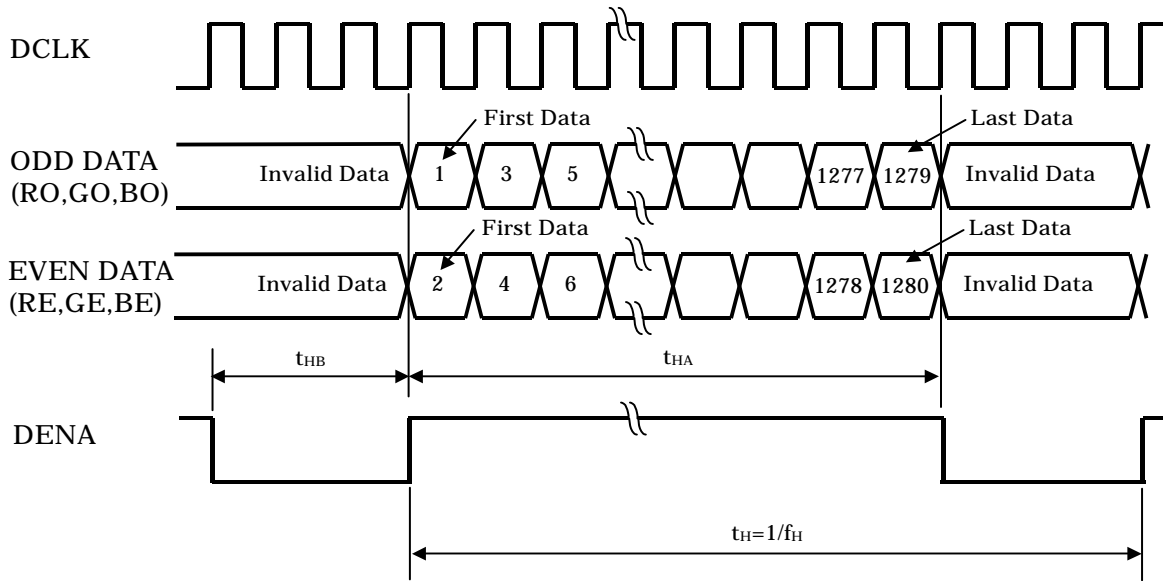 DCLK
First Data
Last Data
ODD DATA
(RO,GO,BO)
Invalid Data
1
3
5
1277
1279
Invalid Data
First Data
Last Data
EVEN DATA
(RE,GE,BE)
Invalid Data
2
4
6
1278
1280
Invalid Data
tHB
tHA
DENA
tH=1/fH